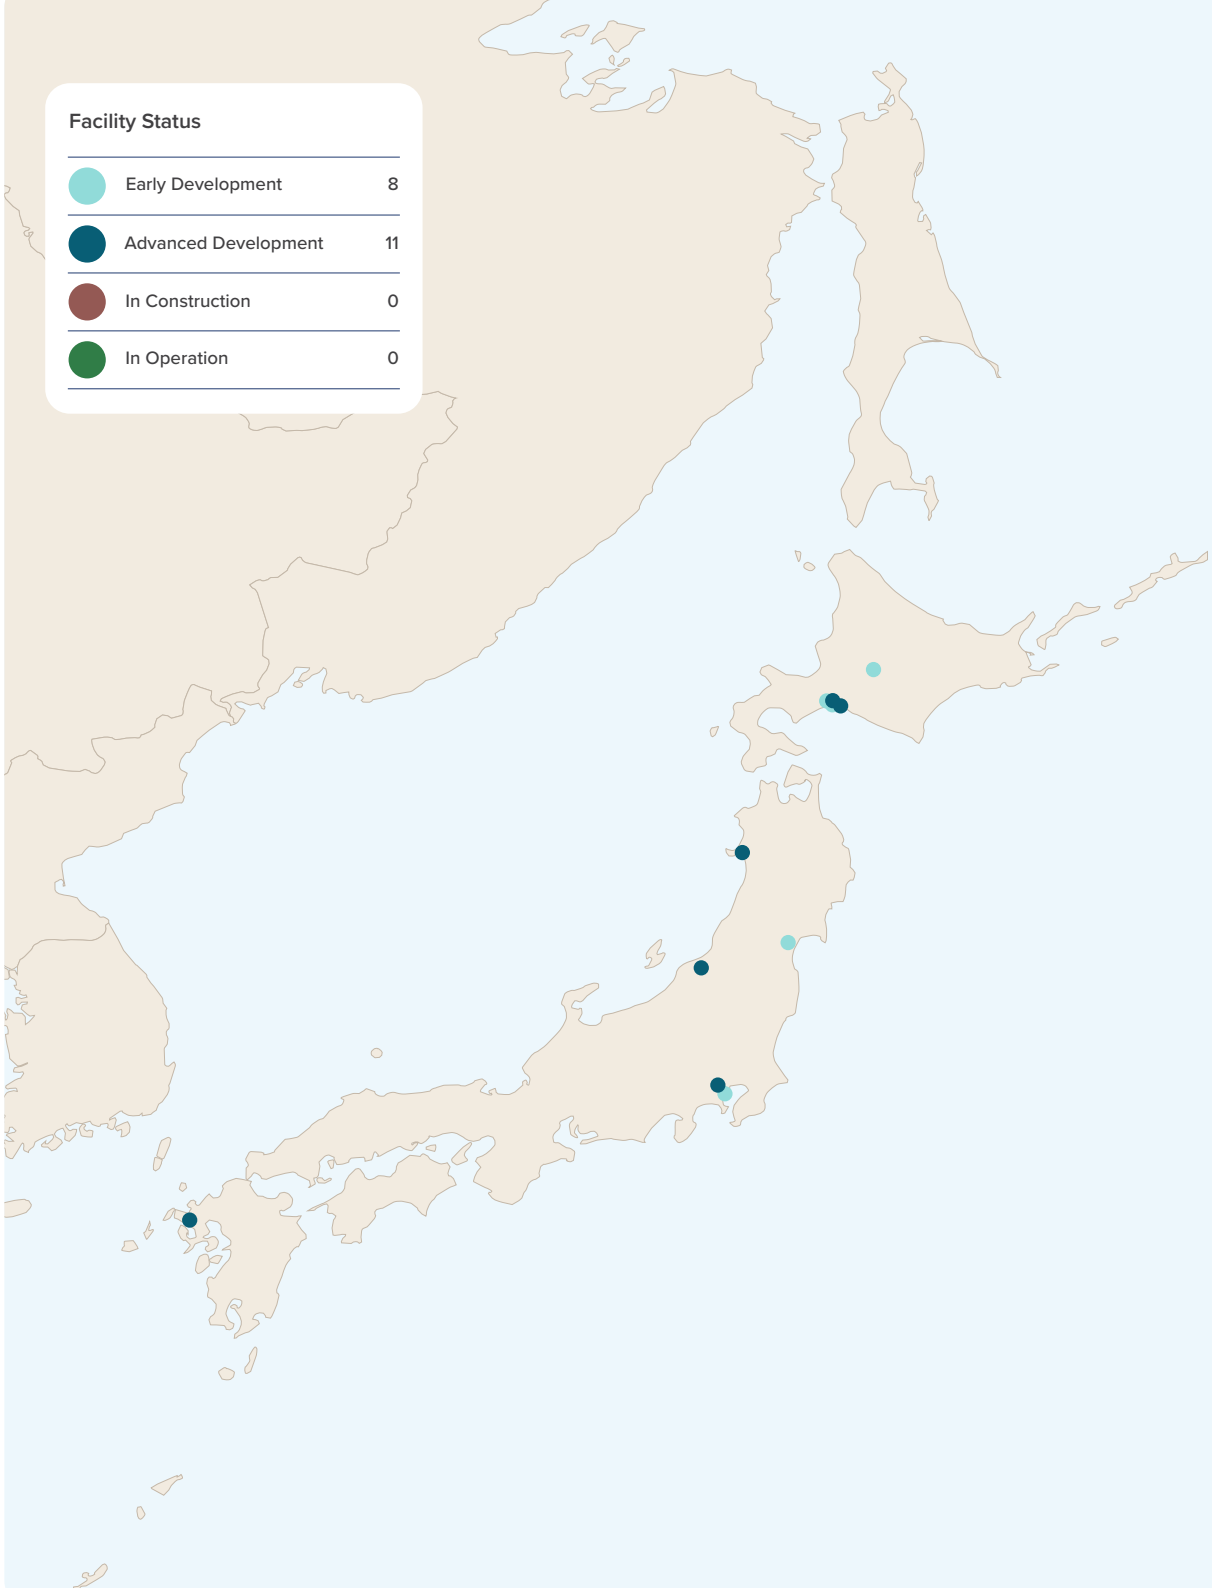 Facility Status
Early Development 8
Advanced Development 11
In Construction 0
In Operation 0